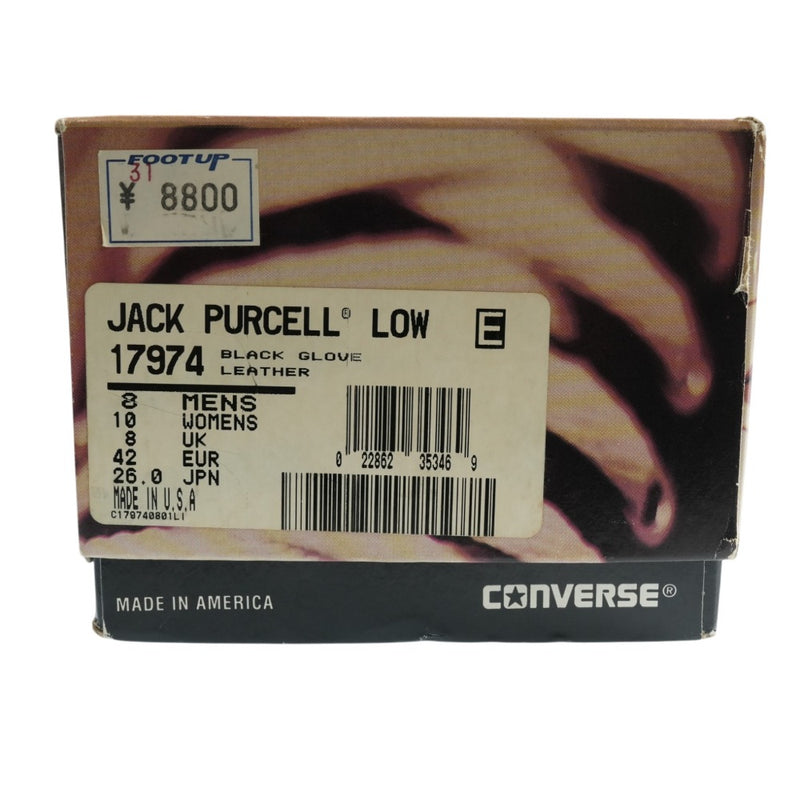 FOOTUP
31
¥ 8800
JACK PURCELL® LOW E
17974 BLACK GLOVE
LEATHER
8 MENS
10 WOMENS
8 UK
42 EUR
26.0 JPN
MADE IN U.S.A
C179740801LI
0 22862 35346 9
MADE IN AMERICA
CONVERSE®